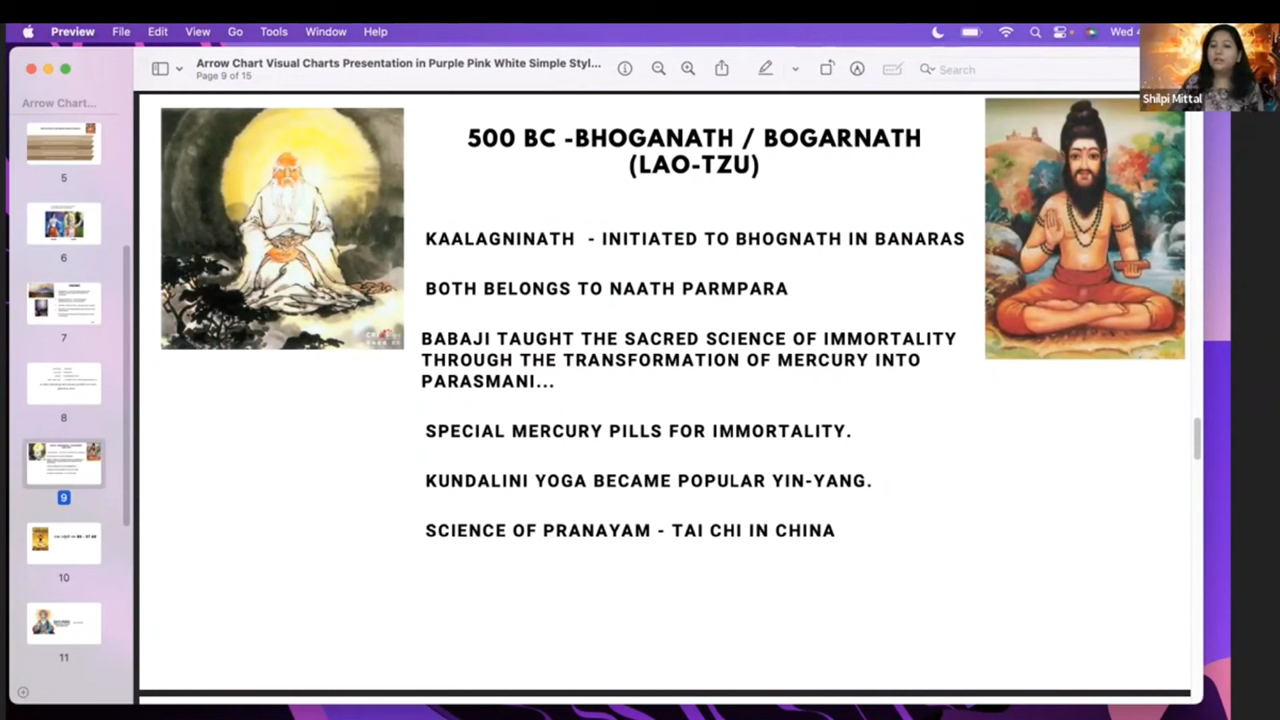 Preview File Edit View Go Tools Window Help
Wed
Arrow Chart Visual Charts Presentation in Purple Pink White Simple Styl...
Page 9 of 15
Search
Shilpi Mittal
Arrow Chart...
5
6
7
8
9
10
11
500 BC -BHOGANATH / BOGARNATH
(LAO-TZU)
KAALAGNINATH - INITIATED TO BHOGNATH IN BANARAS
BOTH BELONGS TO NAATH PARMPARA
BABAJI TAUGHT THE SACRED SCIENCE OF IMMORTALITY
THROUGH THE TRANSFORMATION OF MERCURY INTO
PARASMANI...
SPECIAL MERCURY PILLS FOR IMMORTALITY.
KUNDALINI YOGA BECAME POPULAR YIN-YANG.
SCIENCE OF PRANAYAM - TAI CHI IN CHINA